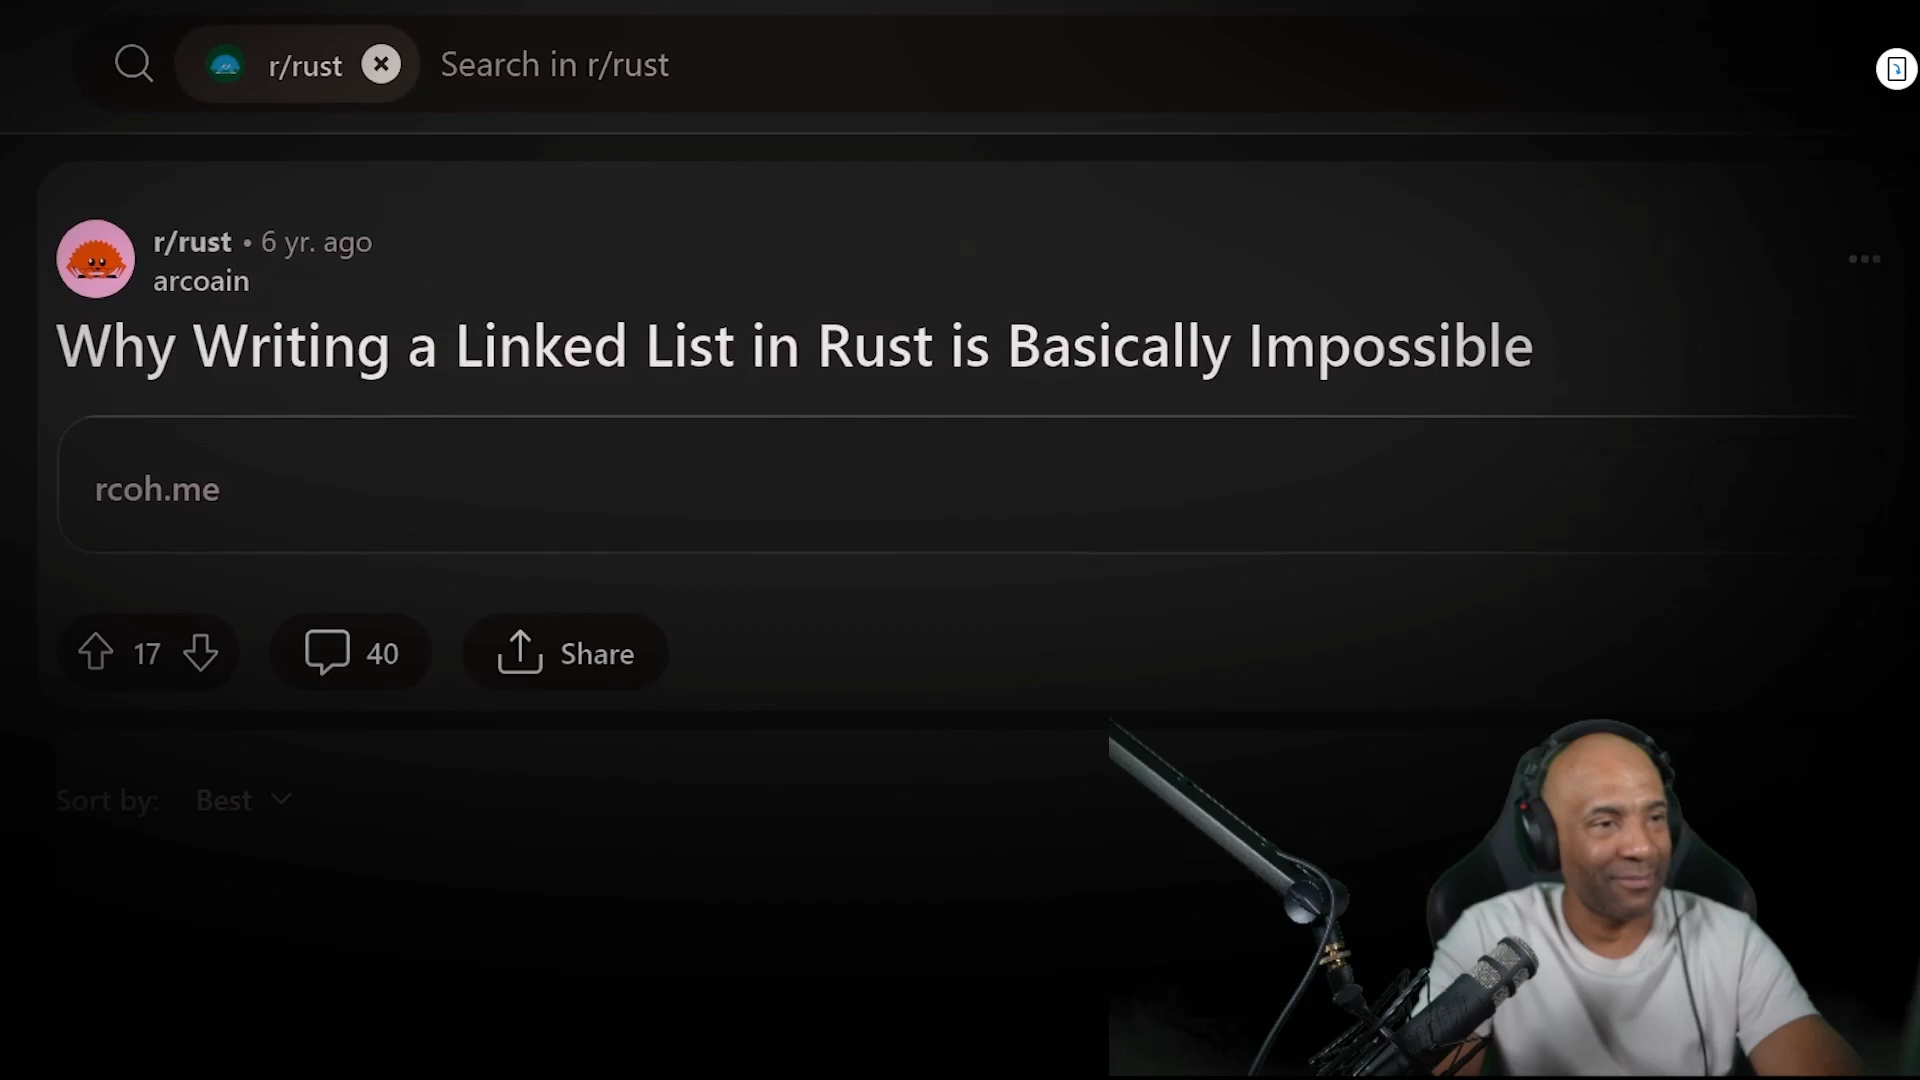 r/rust Search in r/rust
r/rust • 6 yr. ago
arcoain
Why Writing a Linked List in Rust is Basically Impossible
rcoh.me
17 40 Share
Sort by: Best